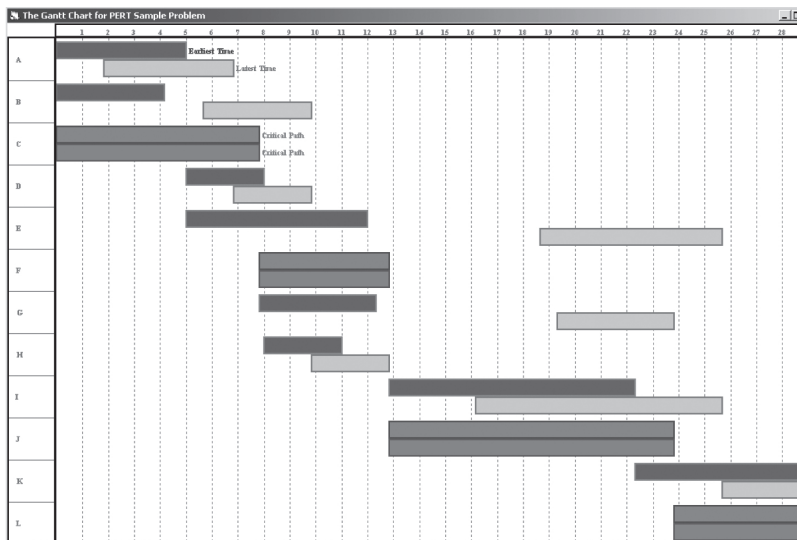 The Gantt Chart for PERT Sample Problem
1 2 3 4 5 6 7 8 9 10 11 12 13 14 15 16 17 18 19 20 21 22 23 24 25 26 27 28
A
Earliest Time
Latest Time
B
C
Critical Path
Critical Path
D
E
F
G
H
I
J
K
L